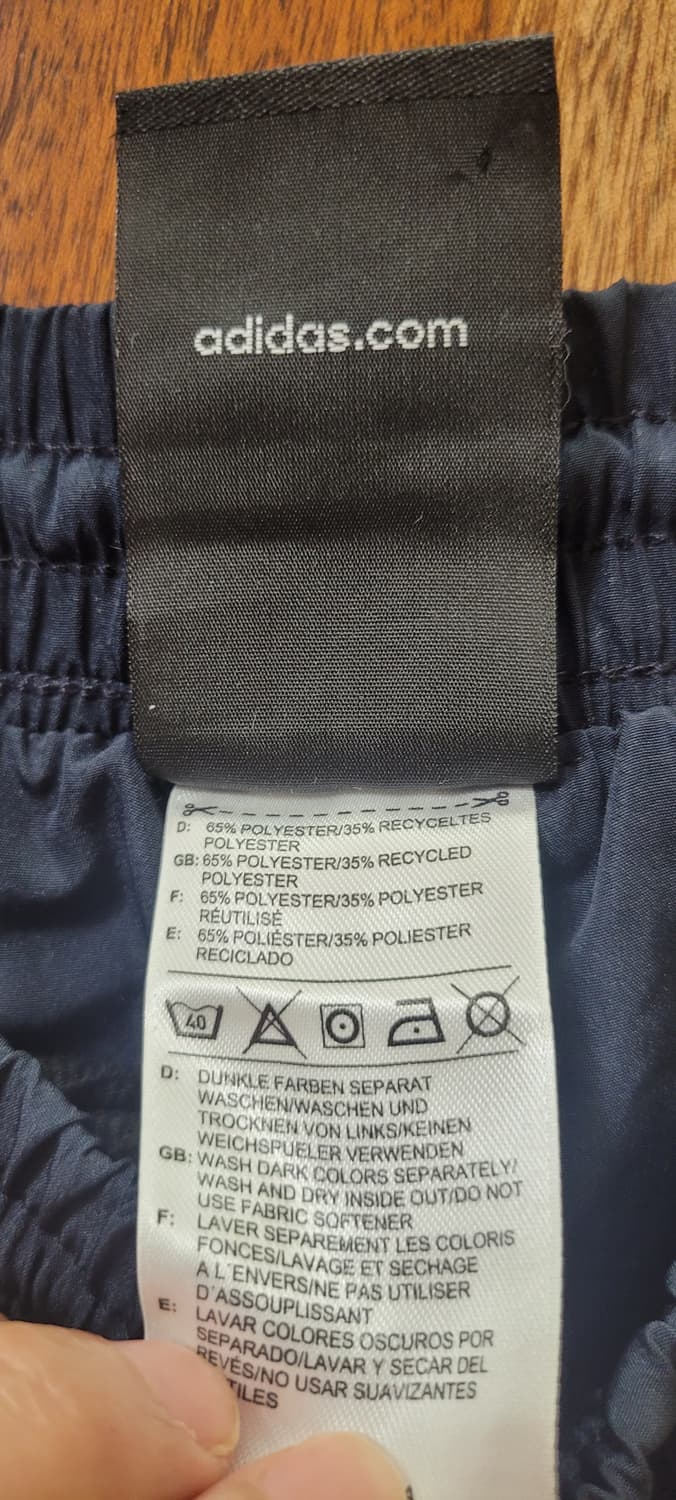 adidas.com
D: 65% POLYESTER/35% RECYCELTES
POLYESTER
GB: 65% POLYESTER/35% RECYCLED
POLYESTER
F: 65% POLYESTER/35% POLYESTER
RÉUTILISÉ
E: 65% POLIÉSTER/35% POLIESTER
RECICLADO
40
D: DUNKLE FARBEN SEPARAT
WASCHEN/WASCHEN UND
TROCKNEN VON LINKS/KEINEN
WEICHSPUELER VERWENDEN
GB: WASH DARK COLORS SEPARATELY/
WASH AND DRY INSIDE OUT/DO NOT
USE FABRIC SOFTENER
F: LAVER SEPAREMENT LES COLORIS
FONCES/LAVAGE ET SECHAGE
A L´ENVERS/NE PAS UTILISER
D´ASSOUPLISSANT
E: LAVAR COLORES OSCUROS POR
SEPARADO/LAVAR Y SECAR DEL
REVÉS/NO USAR SUAVIZANTES